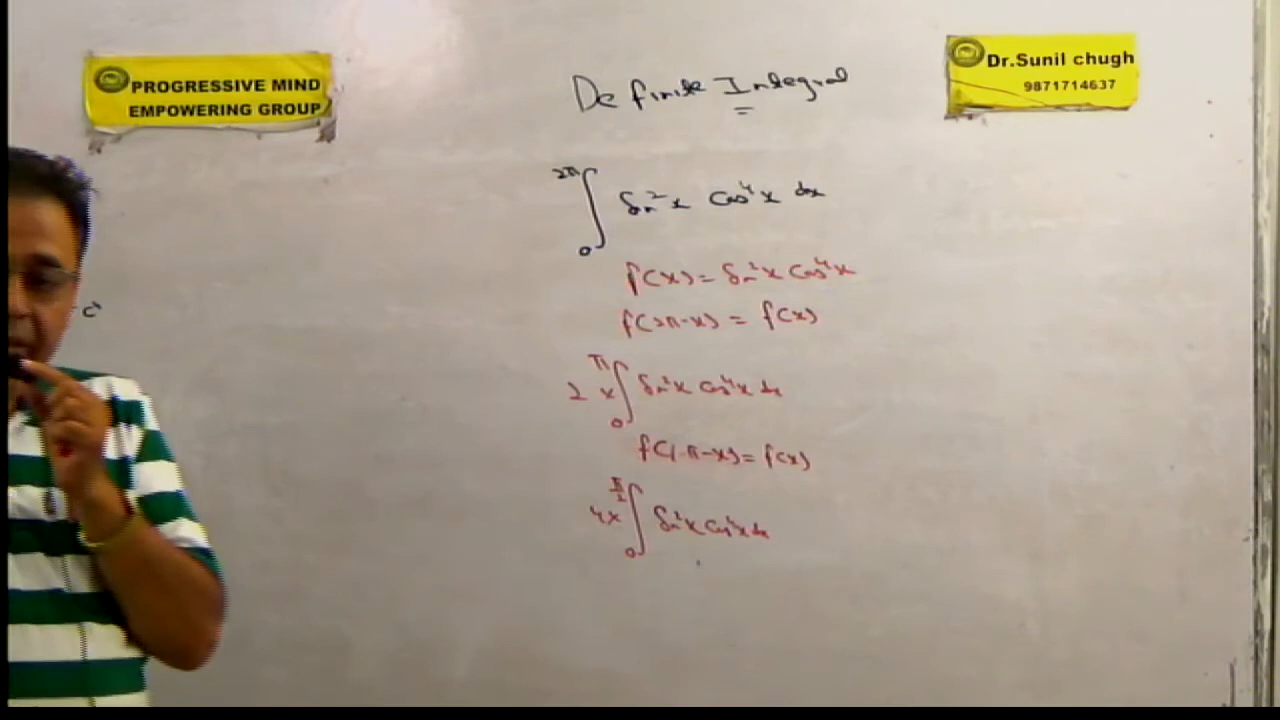 PROGRESSIVE MIND
EMPOWERING GROUP
Dr.Sunil chugh
9871714637
Definite Integral
∫₀^{2π} sin²x cos⁴x dx
f(x) = sin²x cos⁴x
f(2π-x) = f(x)
2 × ∫₀^{π} sin²x cos⁴x dx
f(π-x) = f(x)
4 × ∫₀^{π/2} sin²x cos⁴x dx